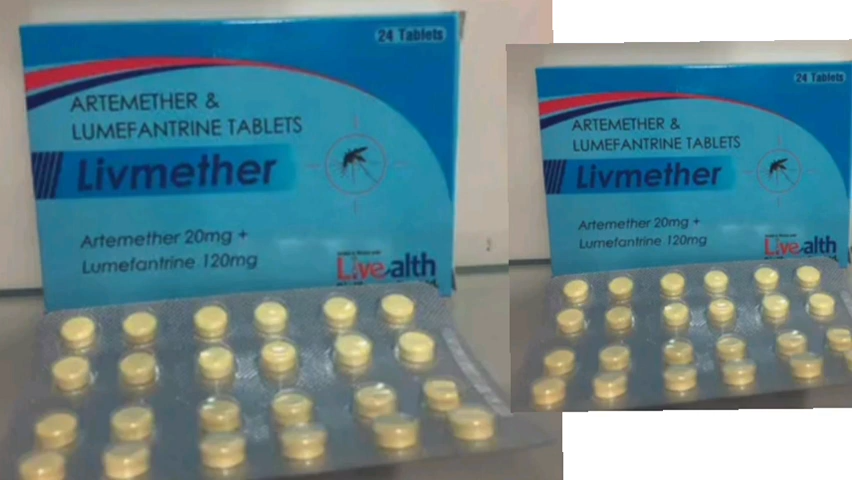 24 Tablets
ARTEMETHER &
LUMEFANTRINE TABLETS
Livmether
Artemether 20mg +
Lumefantrine 120mg
Livealth
24 Tablets
ARTEMETHER &
LUMEFANTRINE TABLETS
Livmether
Artemether 20mg +
Lumefantrine 120mg
Livealth